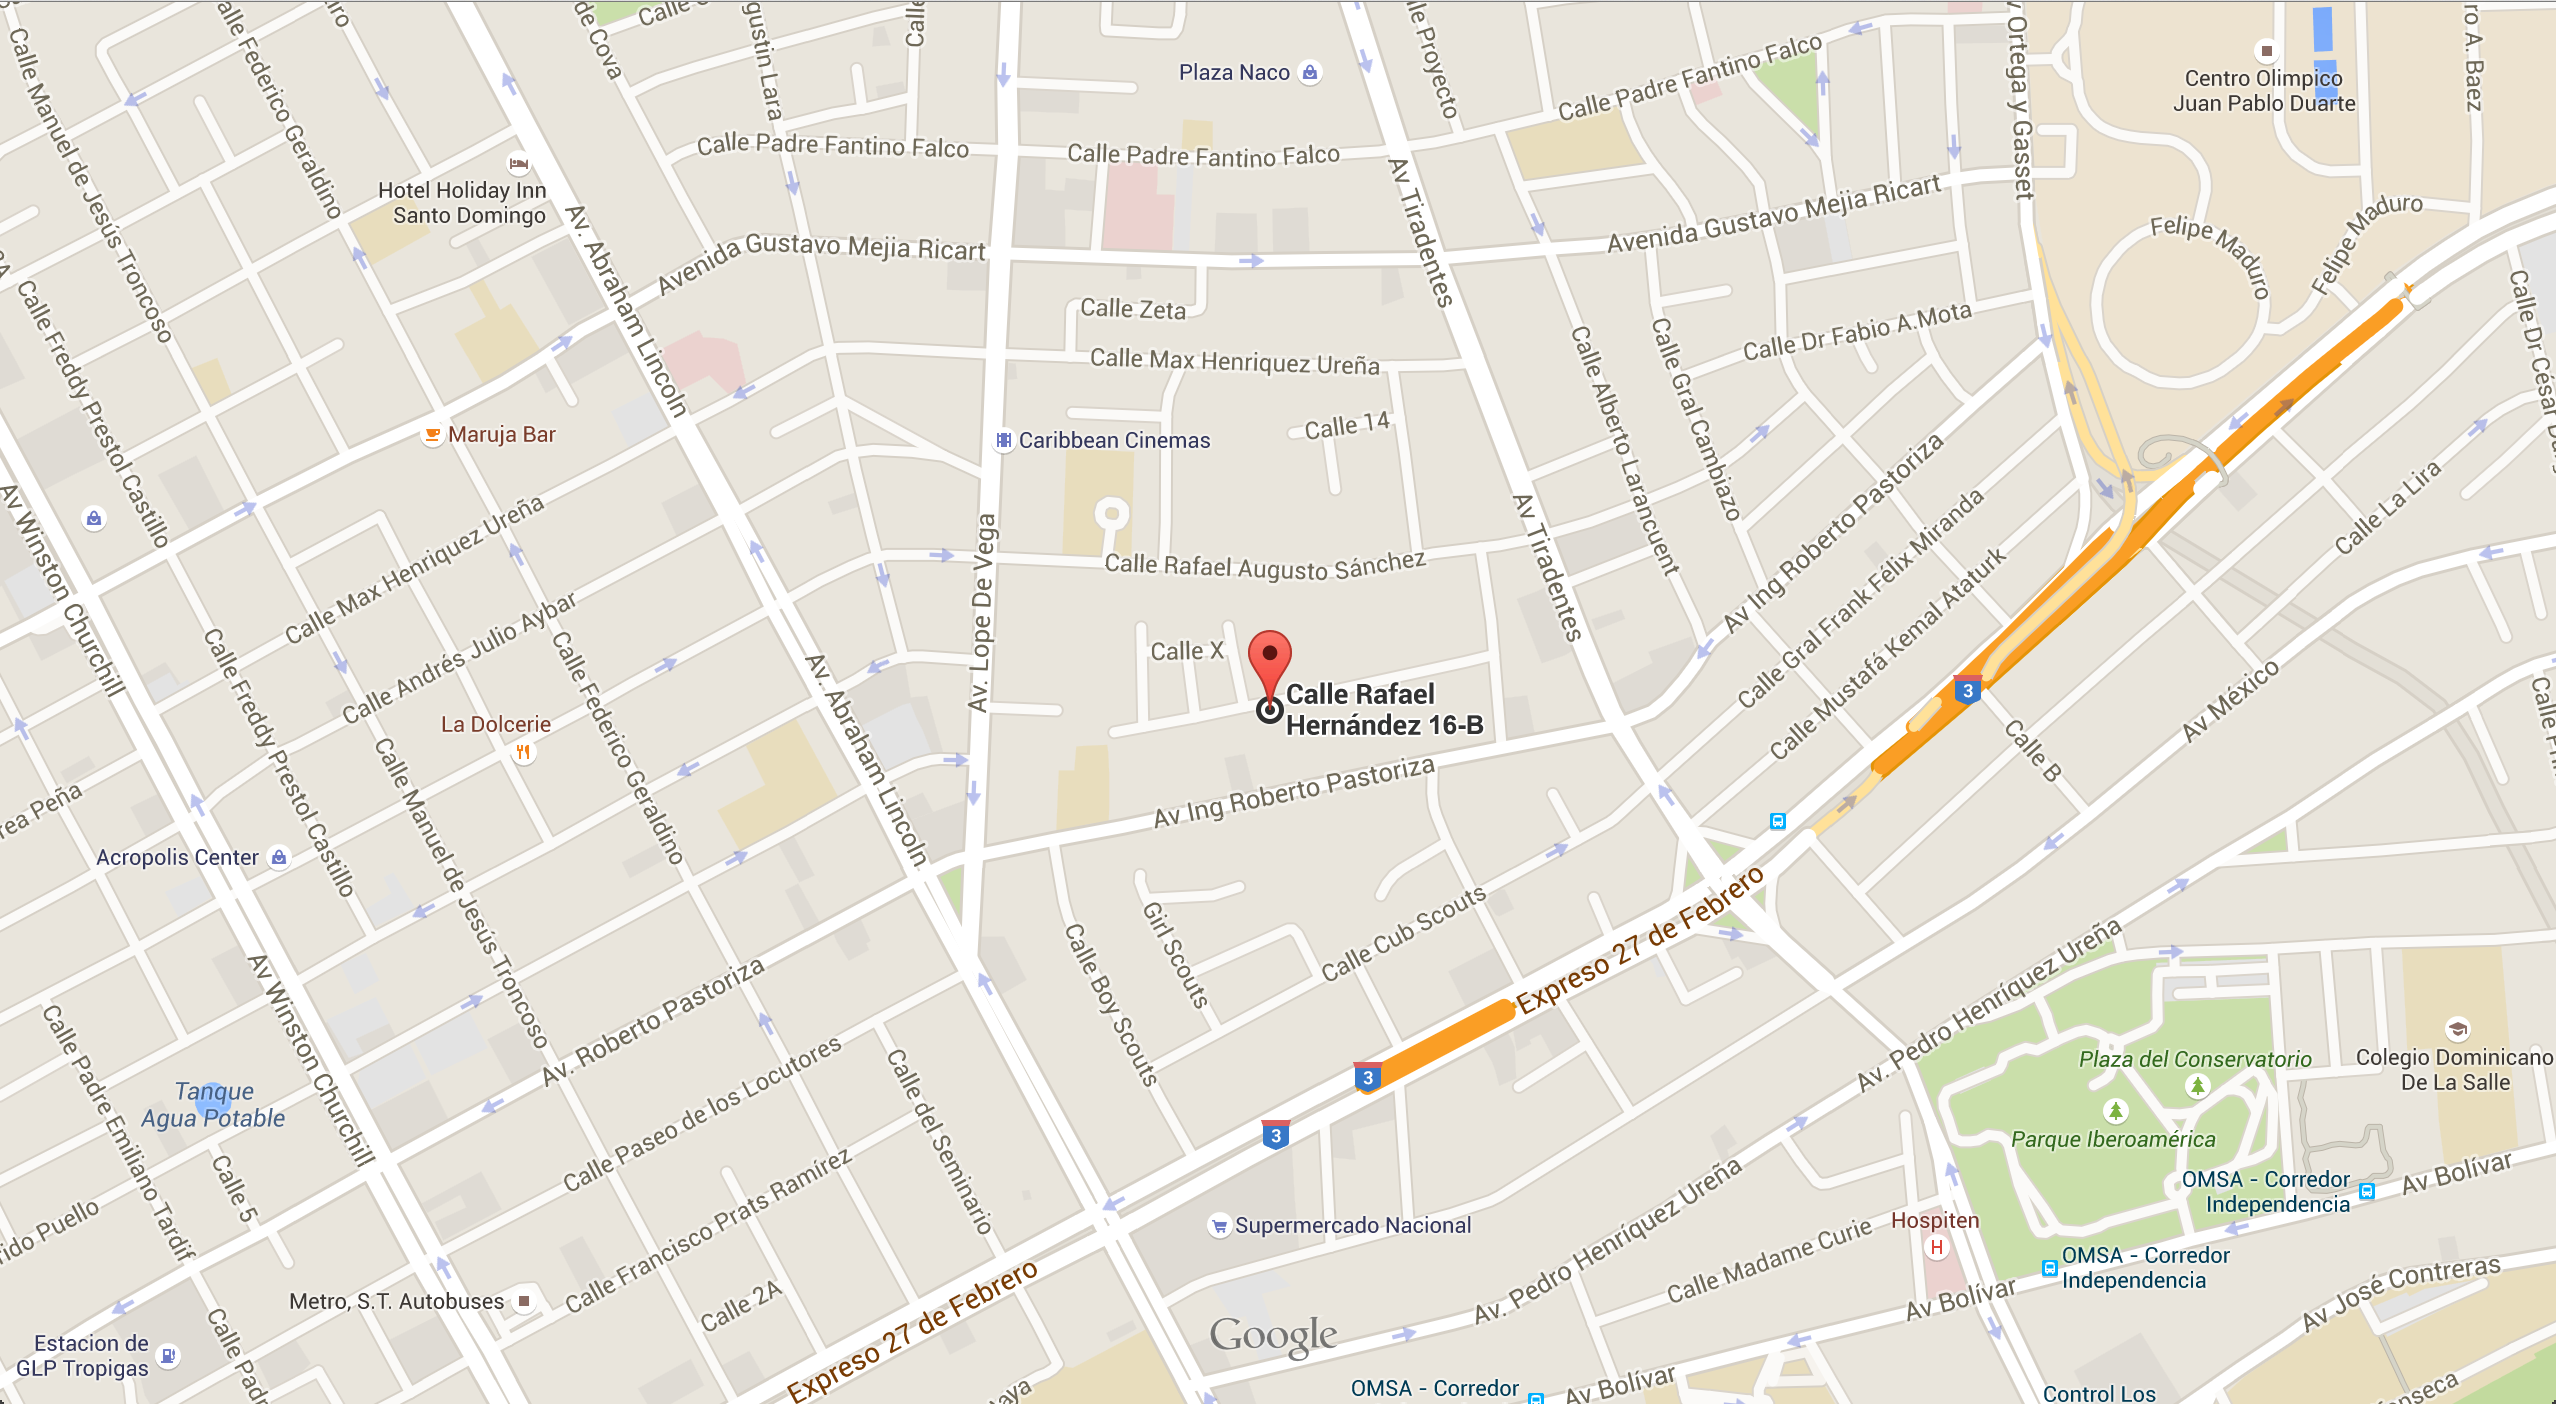 Calle Federico Geraldino
de Cova
Agustin Lara
Calle
Plaza Naco
Calle Padre Fantino Falco
Centro Olimpico
Juan Pablo Duarte
Calle Manuel de Jesús Troncoso
Hotel Holiday Inn
Santo Domingo
Calle Padre Fantino Falco
Calle Padre Fantino Falco
Av Tiradentes
Av. Abraham Lincoln
Avenida Gustavo Mejia Ricart
Avenida Gustavo Mejia Ricart
Felipe Maduro
Felipe Maduro
Calle Freddy Prestol Castillo
Calle Zeta
Calle Max Henriquez Ureña
Calle Dr Fabio A.Mota
Calle Alberto Larancuent
Calle Gral Cambiazo
Maruja Bar
Caribbean Cinemas
Calle 14
Calle La Lira
Av Winston Churchill
Calle Max Henriquez Ureña
Av. Lope De Vega
Calle Rafael Augusto Sánchez
Av Tiradentes
Av Ing Roberto Pastoriza
Calle Gral Frank Félix Miranda
Calle Mustafá Kemal Ataturk
Calle Andrés Julio Aybar
Calle X
Calle Rafael
Hernández 16-B
3
Av México
Calle B
La Dolcerie
Calle Freddy Prestol Castillo
Calle Manuel de Jesús Troncoso
Calle Federico Geraldino
Av. Abraham Lincoln
Av Ing Roberto Pastoriza
Acropolis Center
Girl Scouts
Calle Boy Scouts
Calle Cub Scouts
Expreso 27 de Febrero
Av Winston Churchill
Av. Roberto Pastoriza
Av. Pedro Henríquez Ureña
Calle Padre Emiliano Tardif
Tanque
Agua Potable
Calle Paseo de los Locutores
Calle del Seminario
3
3
Plaza del Conservatorio
Parque Iberoamérica
Colegio Dominicano
De La Salle
Calle 5
Calle Francisco Prats Ramírez
Supermercado Nacional
Av. Pedro Henríquez Ureña
Calle Madame Curie
Hospiten
H
OMSA - Corredor
Independencia
Av Bolívar
OMSA - Corredor
Independencia
Metro, S.T. Autobuses
Calle 2A
Expreso 27 de Febrero
Google
Av Bolívar
Av José Contreras
Estacion de
GLP Tropigas
OMSA - Corredor
Av Bolívar
Control Los